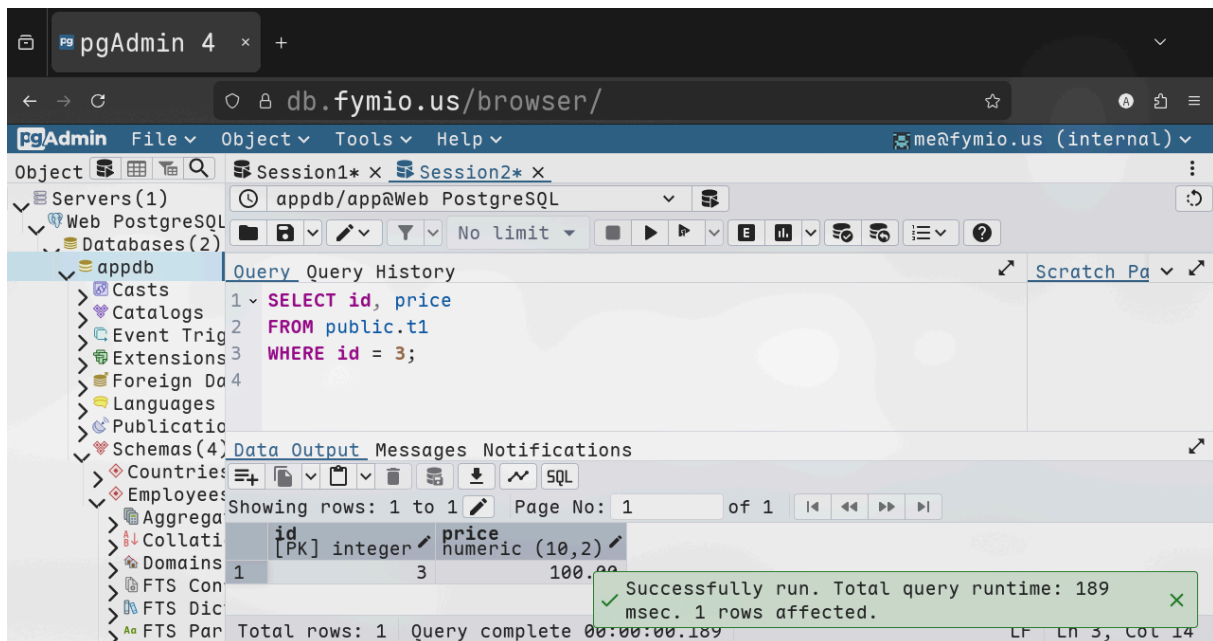 pgAdmin 4
db.fymio.us/browser/
pgAdmin File Object Tools Help me@fymio.us (internal)
Object
Session1* Session2*
Servers(1)
appdb/app@Web PostgreSQL
Web PostgreSQL
No limit
Databases(2)
appdb
Query Query History
Scratch Pa
Casts
1 SELECT id, price
Catalogs
2 FROM public.t1
Event Trig
3 WHERE id = 3;
Extensions
4
Foreign Da
Languages
Publicatio
Schemas(4)
Data Output Messages Notifications
Countries
SQL
Employees
Showing rows: 1 to 1 Page No: 1 of 1
Aggrega
id price
[PK] integer numeric (10,2)
Collati
Domains
1 3 100.00
FTS Con
Successfully run. Total query runtime: 189
msec. 1 rows affected.
FTS Dic
FTS Par
Total rows: 1 Query complete 00:00:00.189 LF Ln 3, Col 14